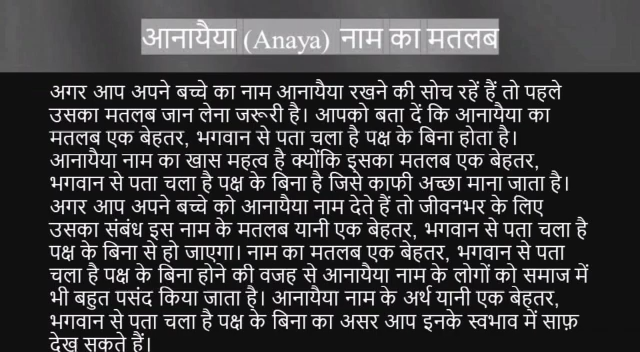 आनायैया (Anaya) नाम का मतलब
अगर आप अपने बच्चे का नाम आनायैया रखने की सोच रहें हैं तो पहले
उसका मतलब जान लेना जरूरी है। आपको बता दें कि आनायैया का
मतलब एक बेहतर, भगवान से पता चला है पक्ष के बिना होता है।
आनायैया नाम का खास महत्व है क्योंकि इसका मतलब एक बेहतर,
भगवान से पता चला है पक्ष के बिना है जिसे काफी अच्छा माना जाता है।
अगर आप अपने बच्चे को आनायैया नाम देते हैं तो जीवनभर के लिए
उसका संबंध इस नाम के मतलब यानी एक बेहतर, भगवान से पता चला है
पक्ष के बिना से हो जाएगा। नाम का मतलब एक बेहतर, भगवान से पता
चला है पक्ष के बिना होने की वजह से आनायैया नाम के लोगों को समाज में
भी बहुत पसंद किया जाता है। आनायैया नाम के अर्थ यानी एक बेहतर,
भगवान से पता चला है पक्ष के बिना का असर आप इनके स्वभाव में साफ़
देख सकते हैं।